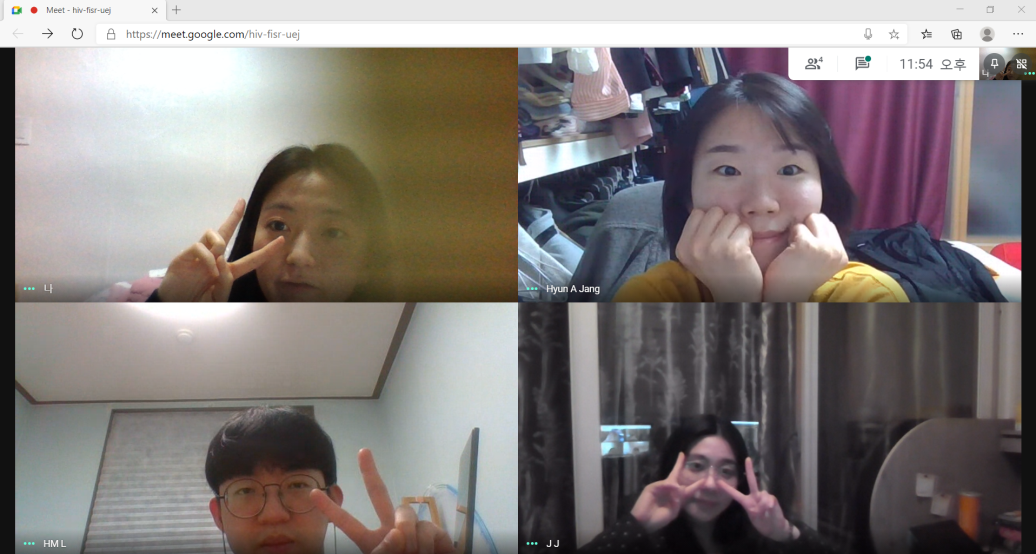 Meet - hiv-fisr-uej
https://meet.google.com/hiv-fisr-uej
4
11:54 오후
나
나
Hyun A Jang
HM L
J J